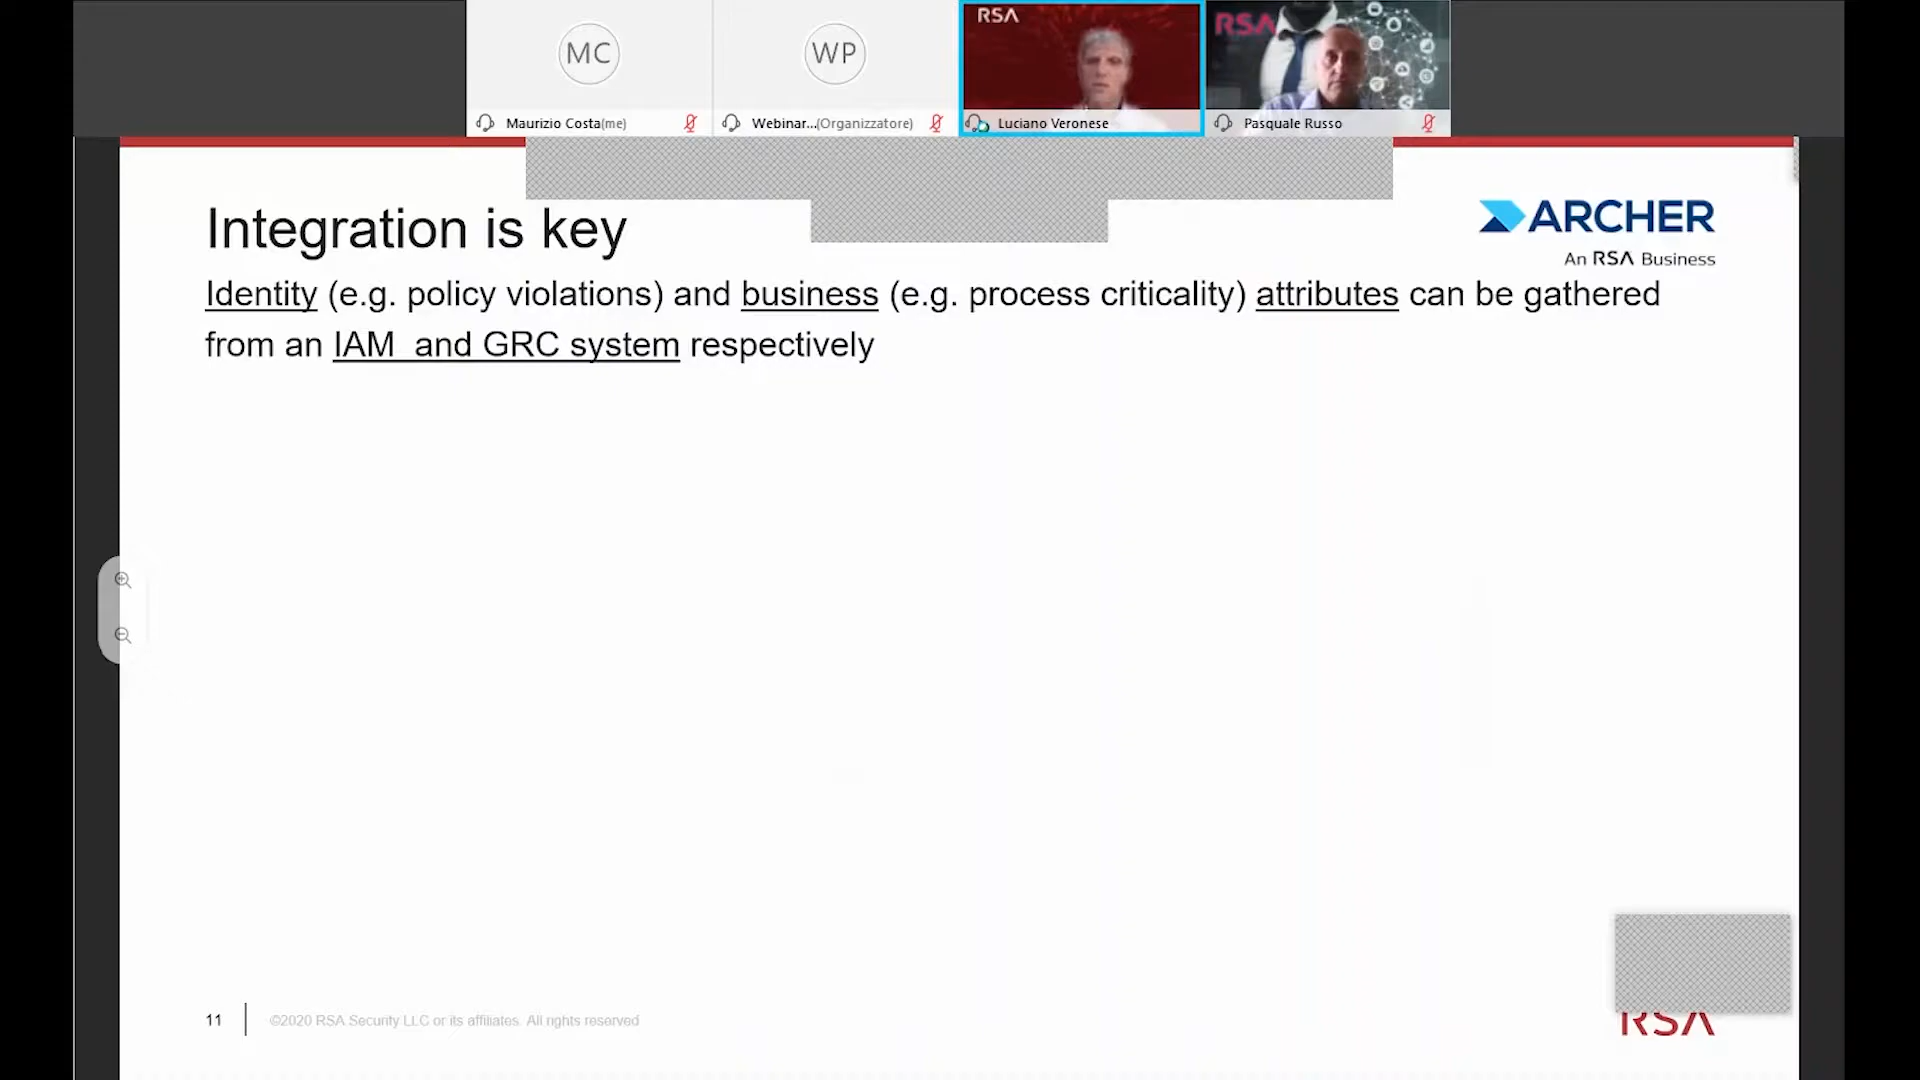 MC
WP
RSA
RSA
Maurizio Costa(me)
Webinar...(Organizzatore)
Luciano Veronese
Pasquale Russo
Integration is key
ARCHER
An RSA Business
Identity (e.g. policy violations) and business (e.g. process criticality) attributes can be gathered
from an IAM and GRC system respectively
11
©2020 RSA Security LLC or its affiliates. All rights reserved
RSA